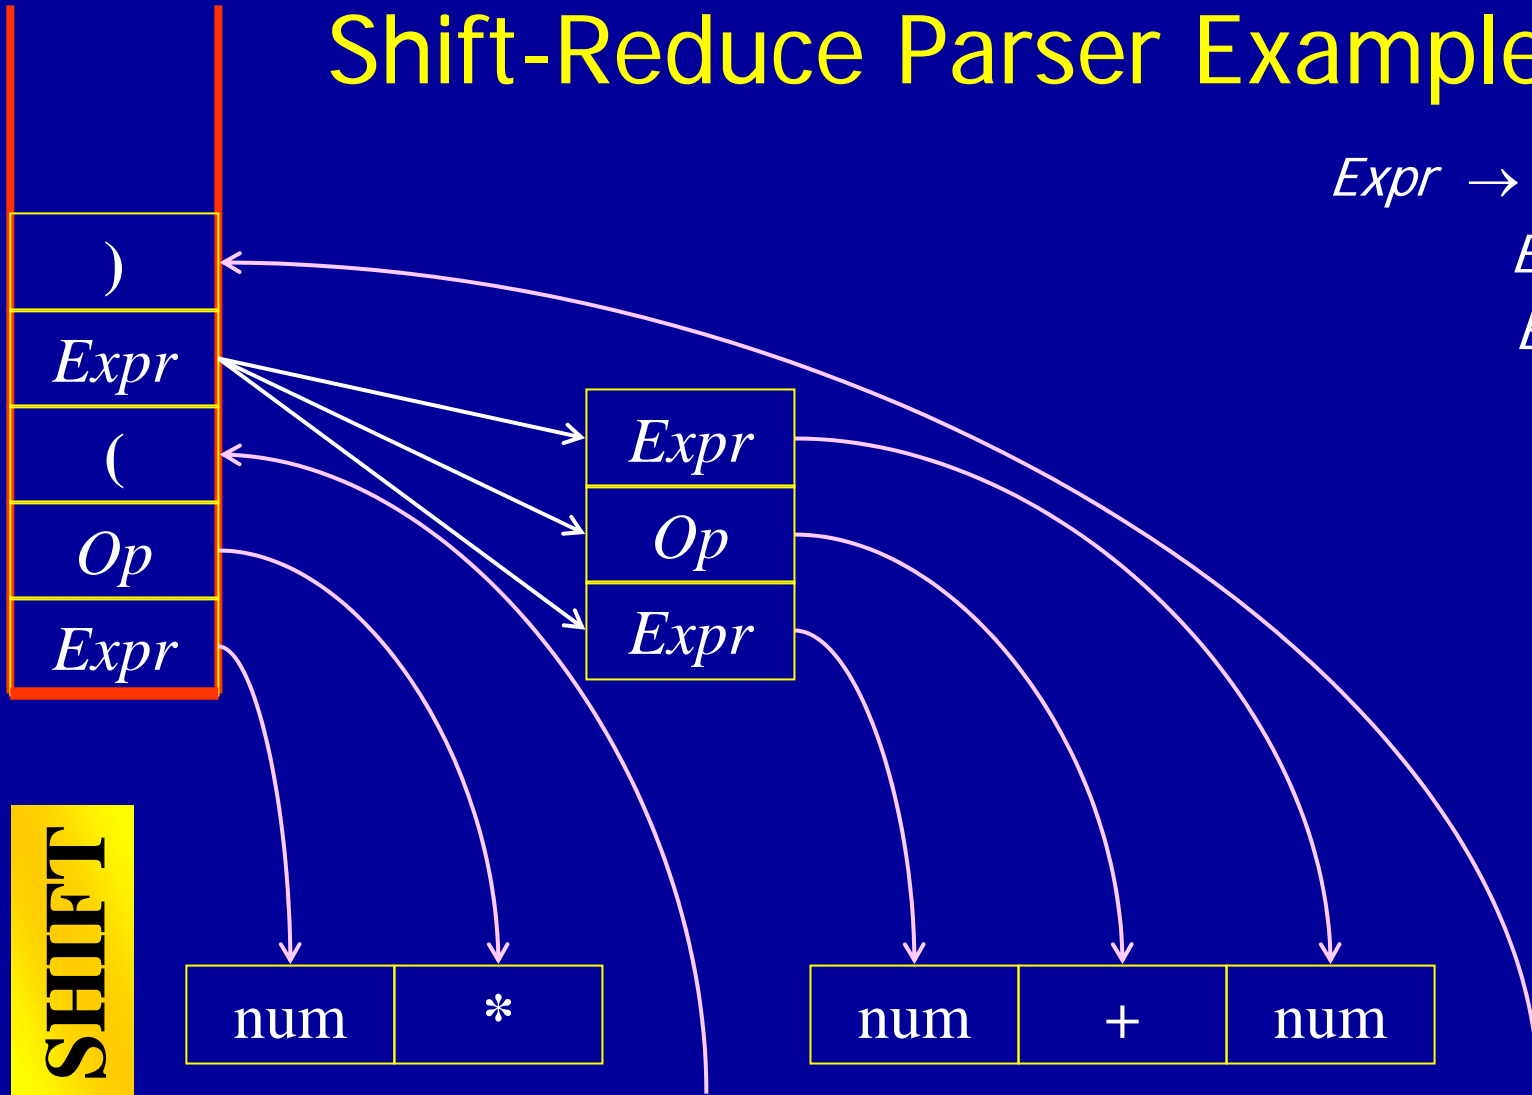 Shift-Reduce Parser Example
Expr →
E
E
)
Expr
(
Op
Expr
Expr
Op
Expr
SHIFT
num * num + num